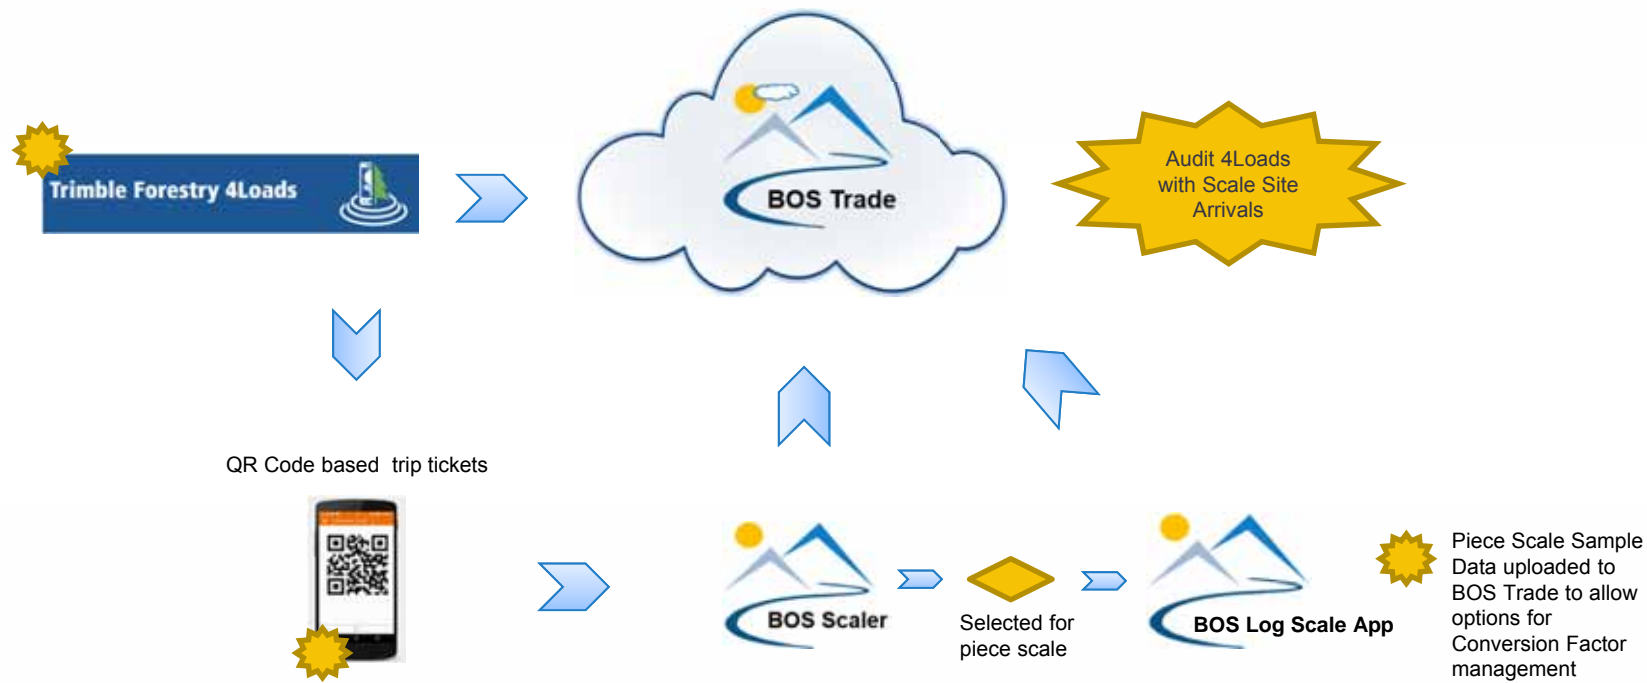 Trimble Forestry 4Loads
BOS Trade
Audit 4Loads
with Scale Site
Arrivals
QR Code based trip tickets
BOS Scaler
Selected for
piece scale
BOS Log Scale App
Piece Scale Sample
Data uploaded to
BOS Trade to allow
options for
Conversion Factor
management